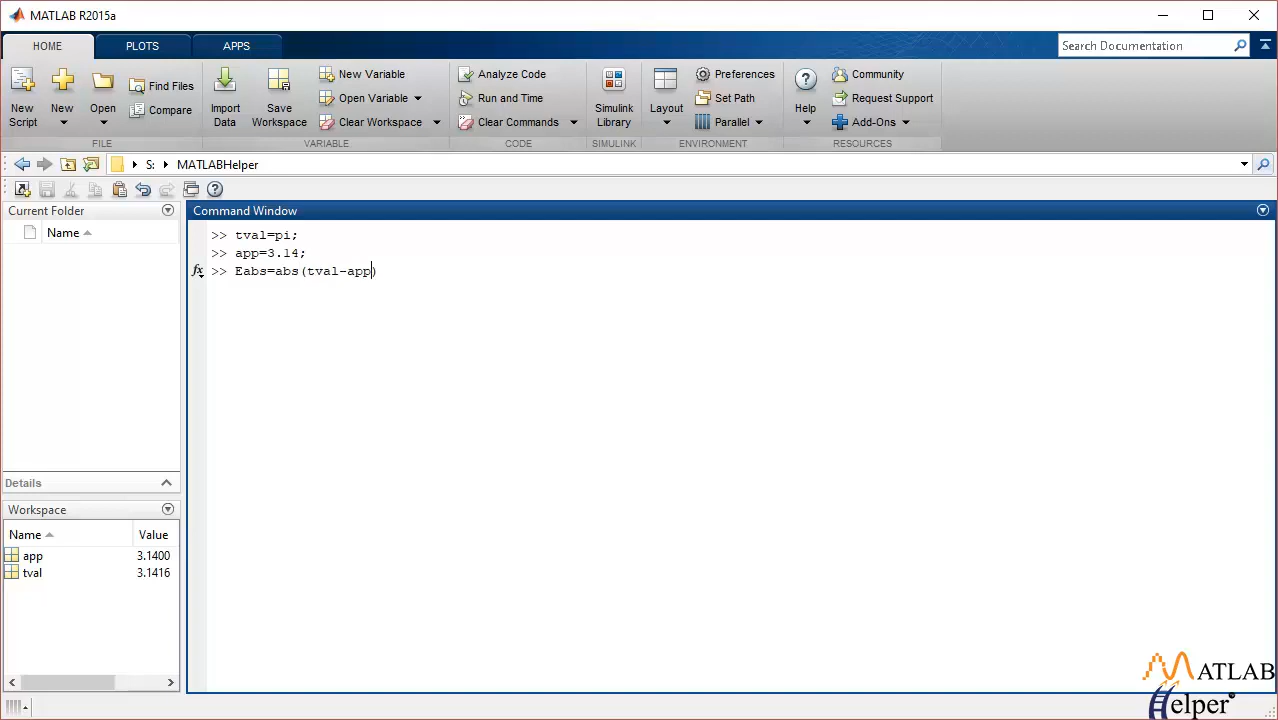 MATLAB R2015a
HOME PLOTS APPS
Search Documentation
New Script
New
Open
Find Files
Compare
Import Data
Save Workspace
New Variable
Open Variable
Clear Workspace
Analyze Code
Run and Time
Clear Commands
Simulink Library
Layout
Preferences
Set Path
Parallel
Help
Community
Request Support
Add-Ons
FILE VARIABLE CODE SIMULINK ENVIRONMENT RESOURCES
S: MATLABHelper
Current Folder
Name
Details
Workspace
Name Value
app 3.1400
tval 3.1416
Command Window
>> tval=pi;
>> app=3.14;
fx >> Eabs=abs(tval-app)
MATLAB
Helper